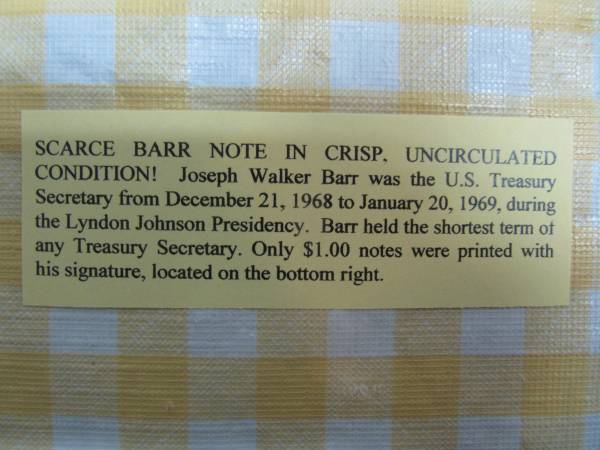 SCARCE BARR NOTE IN CRISP, UNCIRCULATED
CONDITION! Joseph Walker Barr was the U.S. Treasury
Secretary from December 21, 1968 to January 20, 1969, during
the Lyndon Johnson Presidency. Barr held the shortest term of
any Treasury Secretary. Only $1.00 notes were printed with
his signature, located on the bottom right.